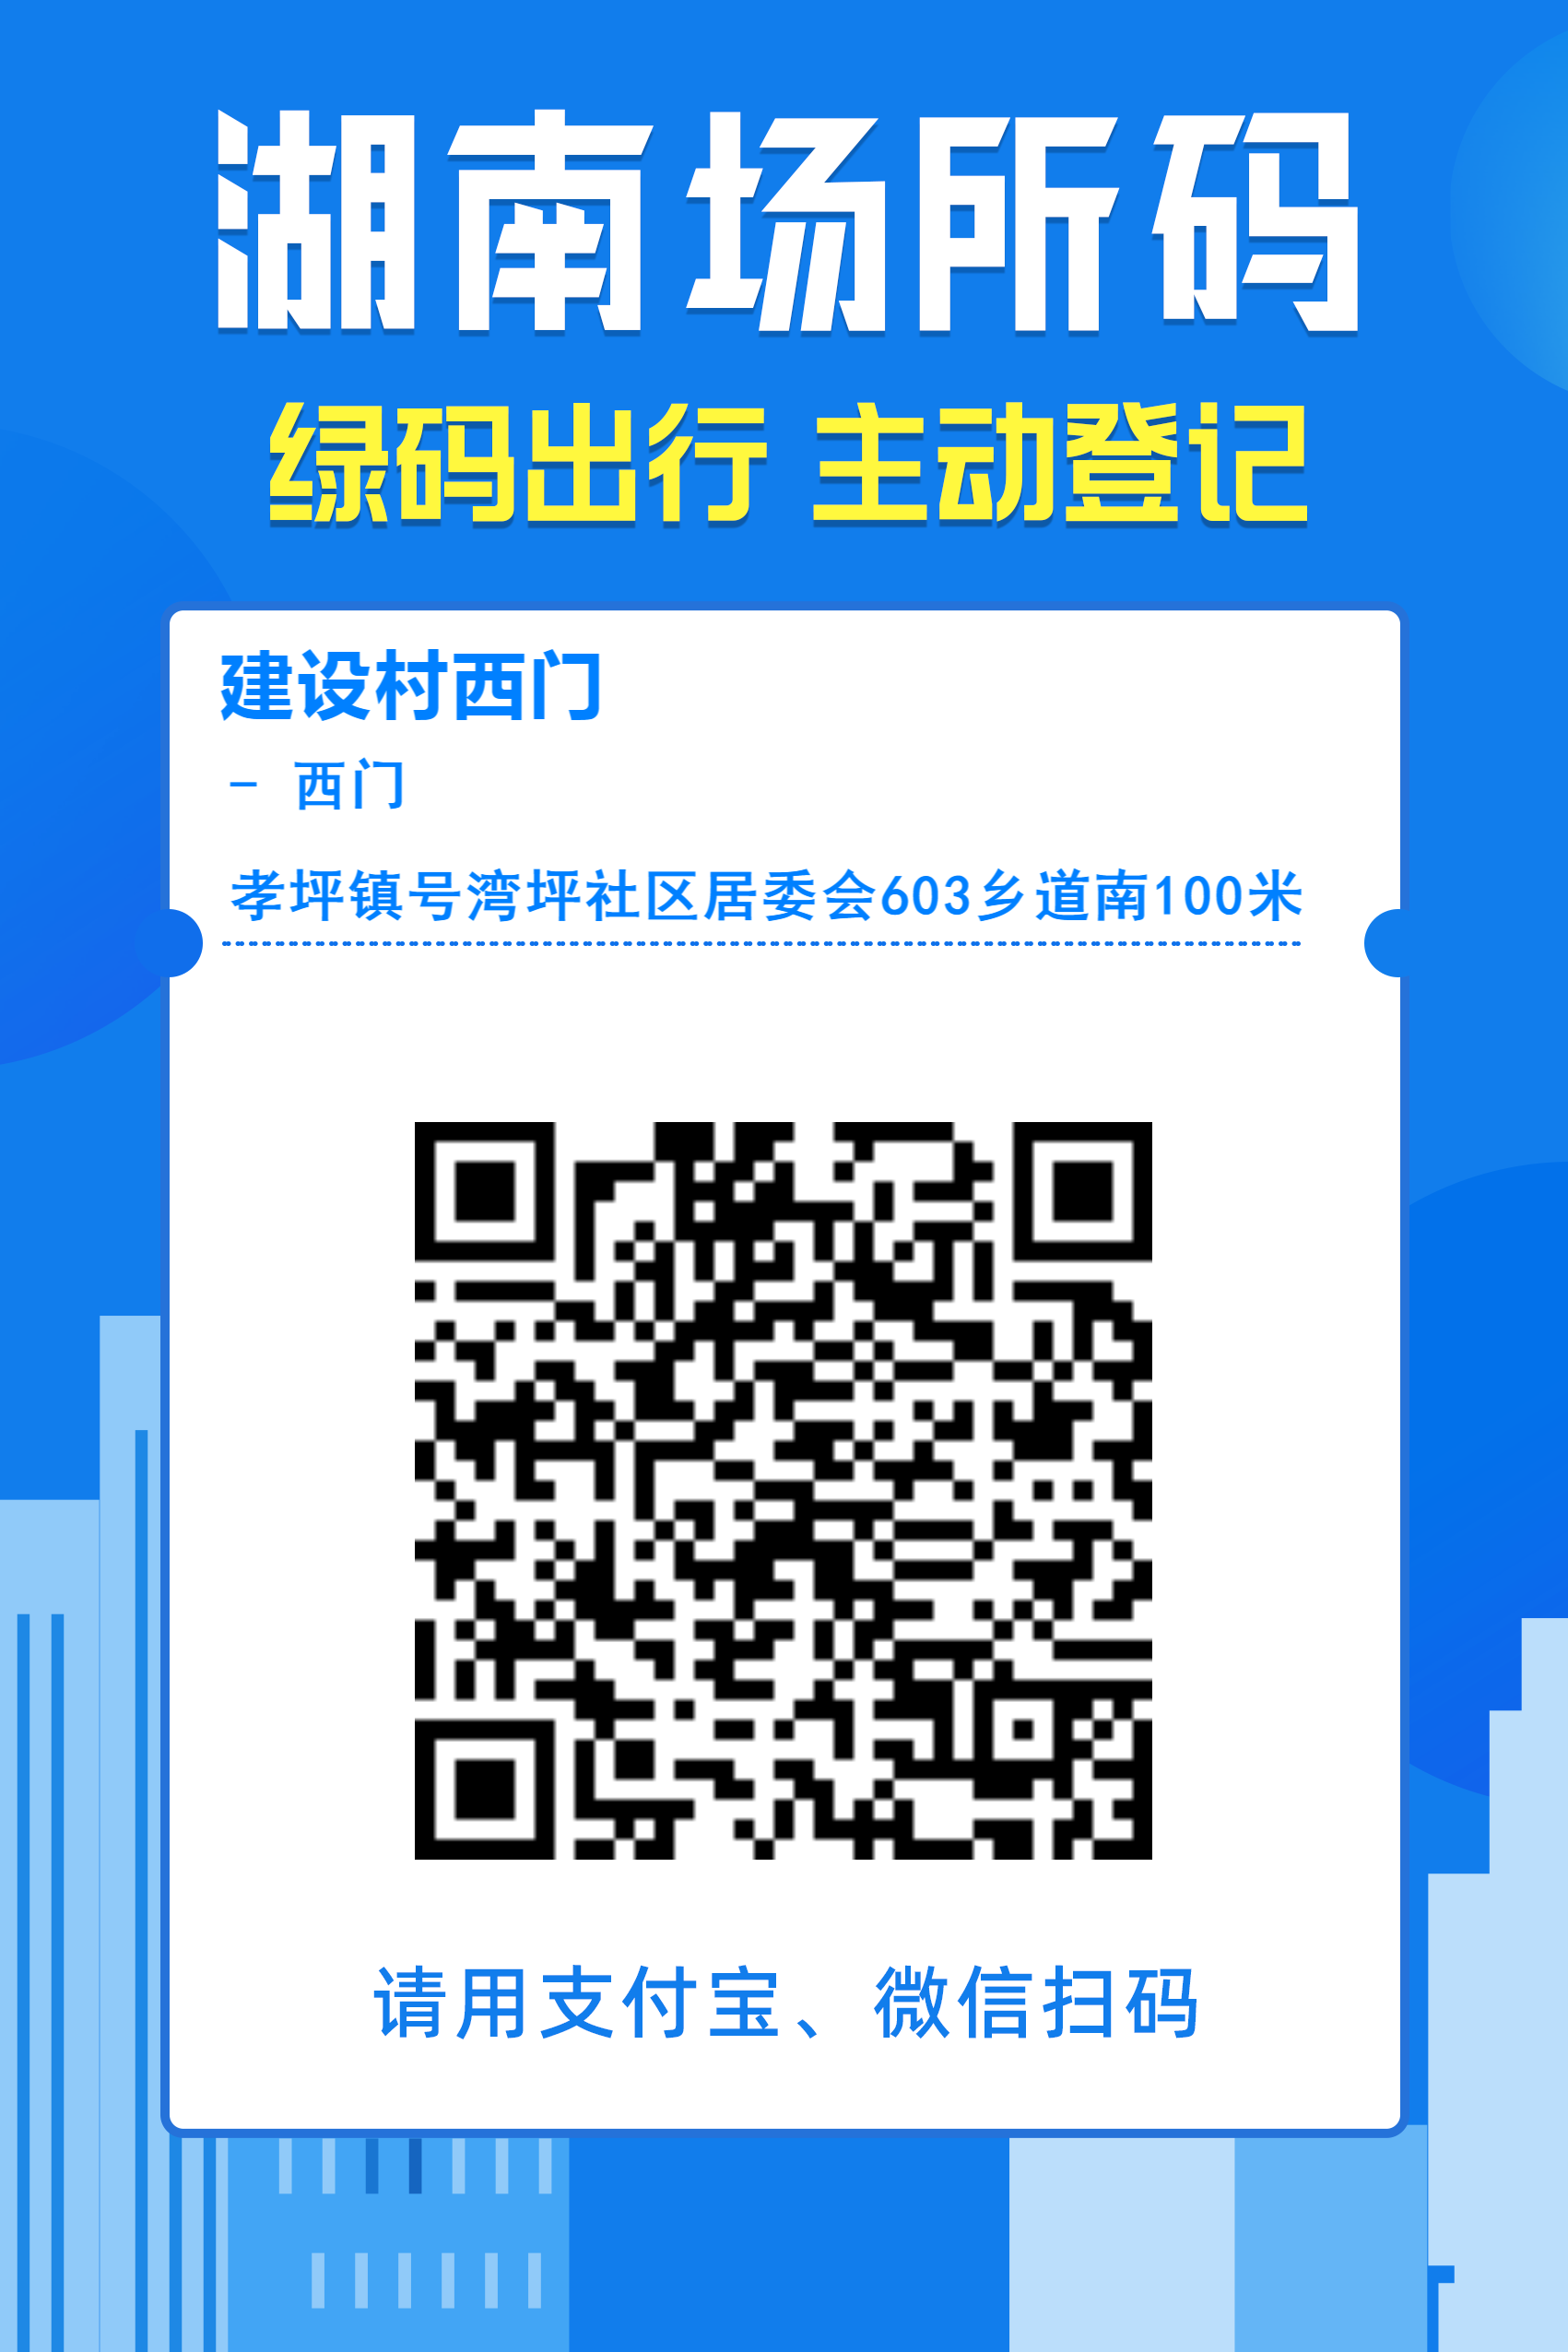 湖南场所码
绿码出行 主动登记
建设村西门
- 西门
孝坪镇号湾坪社区居委会603乡道南100米
请用支付宝、微信扫码